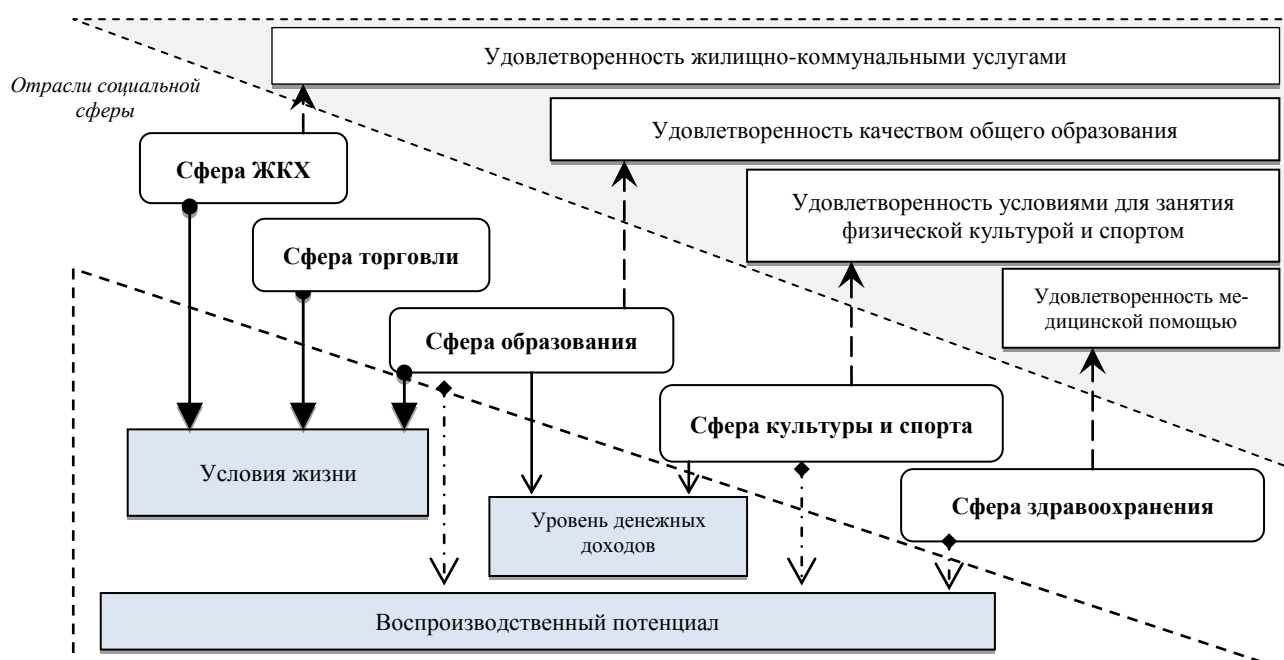 Удовлетворенность жилищно-коммунальными услугами
Отрасли социальной
сферы
Удовлетворенность качеством общего образования
Сфера ЖКХ
Удовлетворенность условиями для занятия
физической культурой и спортом
Сфера торговли
Удовлетворенность ме-
дицинской помощью
Сфера образования
Сфера культуры и спорта
Условия жизни
Сфера здравоохранения
Уровень денежных
доходов
Воспроизводственный потенциал